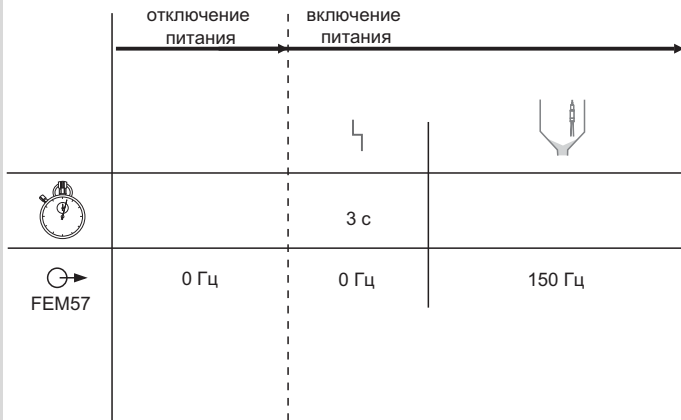 отключение
питания
включение
питания
3 с
0 Гц
0 Гц
150 Гц
FEM57